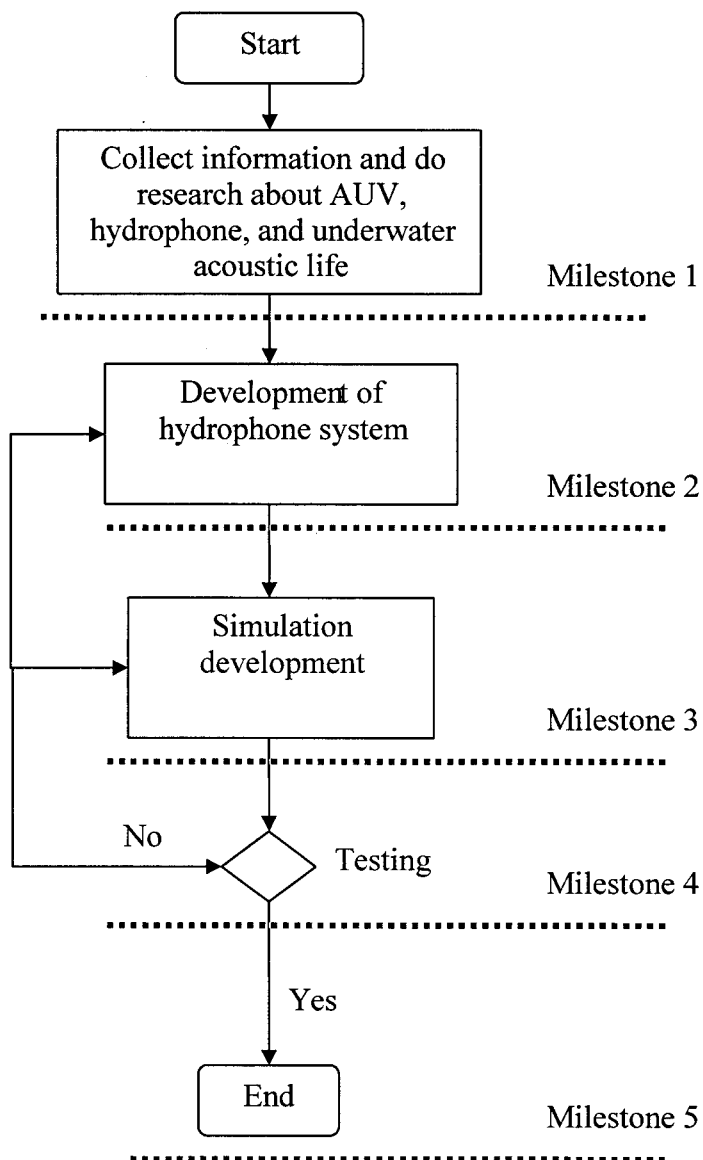 Start
Collect information and do
research about AUV,
hydrophone, and underwater
acoustic life
Milestone 1
Development of
hydrophone system
Milestone 2
Simulation
development
Milestone 3
No
Testing
Milestone 4
Yes
End
Milestone 5